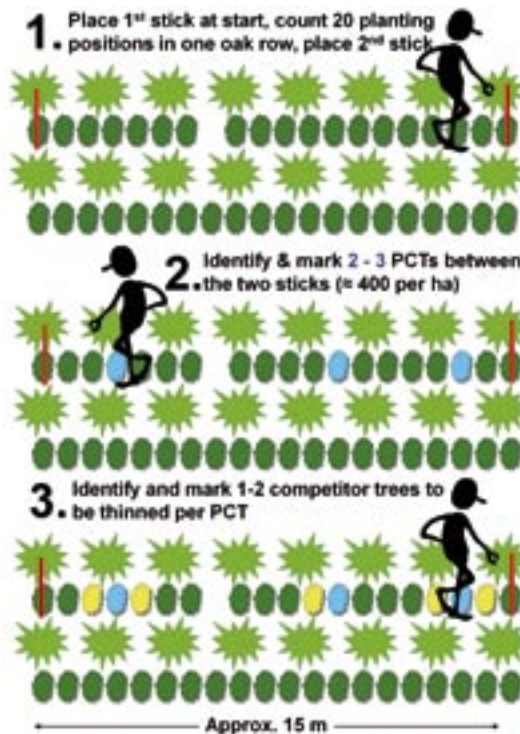 1. Place 1st stick at start, count 20 planting
positions in one oak row, place 2nd stick
2. Identify & mark 2 - 3 PCTs between
the two sticks (≈ 400 per ha)
3. Identify and mark 1-2 competitor trees to
be thinned per PCT
Approx. 15 m